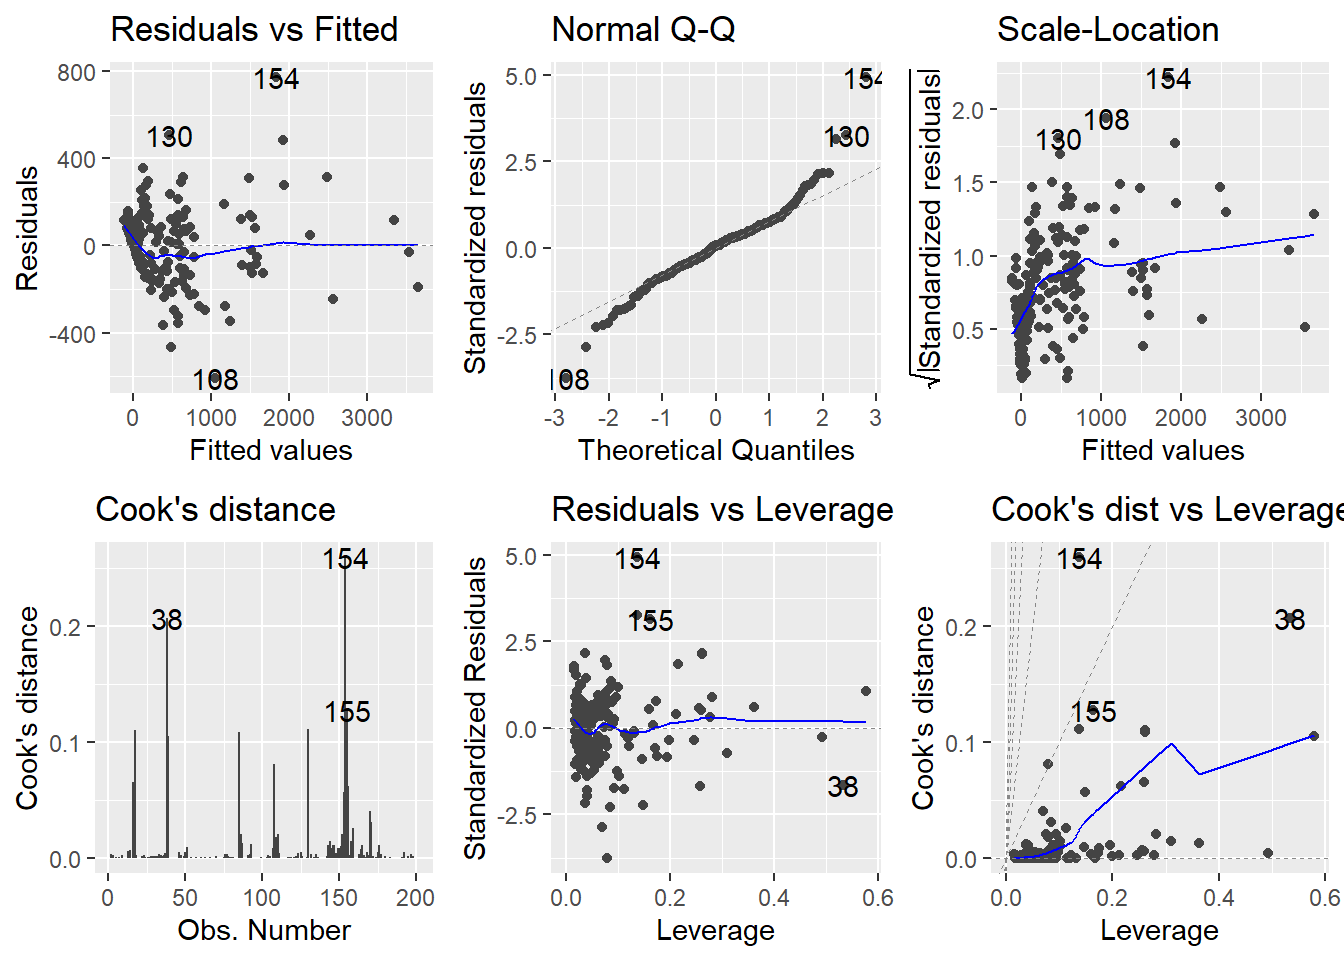 Residuals vs Fitted
800
400
0
-400
Residuals
154
130
108
0 1000 2000 3000
Fitted values
Normal Q-Q
5.0
2.5
0.0
-2.5
Standardized residuals
154
130
108
-3 -2 -1 0 1 2 3
Theoretical Quantiles
Scale-Location
2.0
1.5
1.0
0.5
√|Standardized residuals|
154
108
130
0 1000 2000 3000
Fitted values
Cook's distance
0.2
0.1
0.0
Cook's distance
154
38
155
0 50 100 150 200
Obs. Number
Residuals vs Leverage
5.0
2.5
0.0
-2.5
Standardized Residuals
154
155
38
0.0 0.2 0.4 0.6
Leverage
Cook's dist vs Leverage
0.2
0.1
0.0
Cook's distance
154
38
155
0.0 0.2 0.4 0.6
Leverage